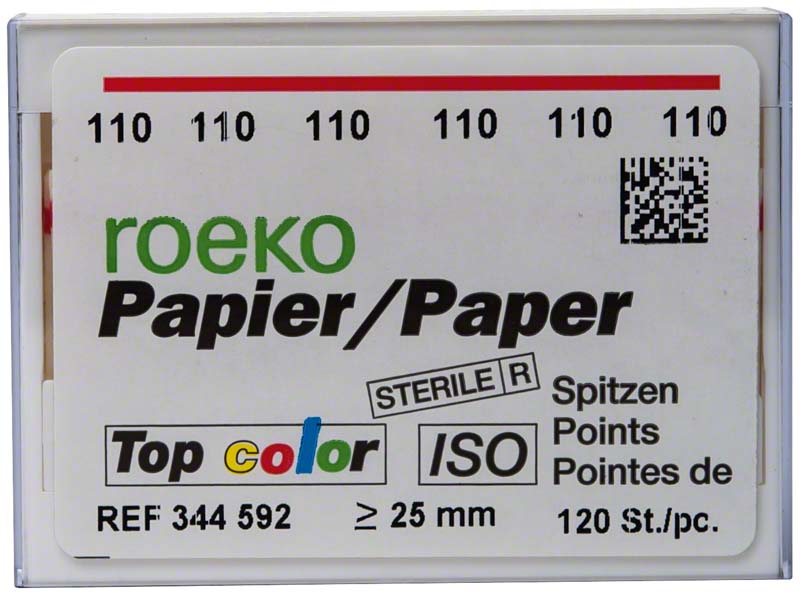 110 110 110 110 110 110
roeko
Papier/Paper
STERILE R
Spitzen
Points
Pointes de
Top color
ISO
REF 344 592
≥ 25 mm
120 St./pc.